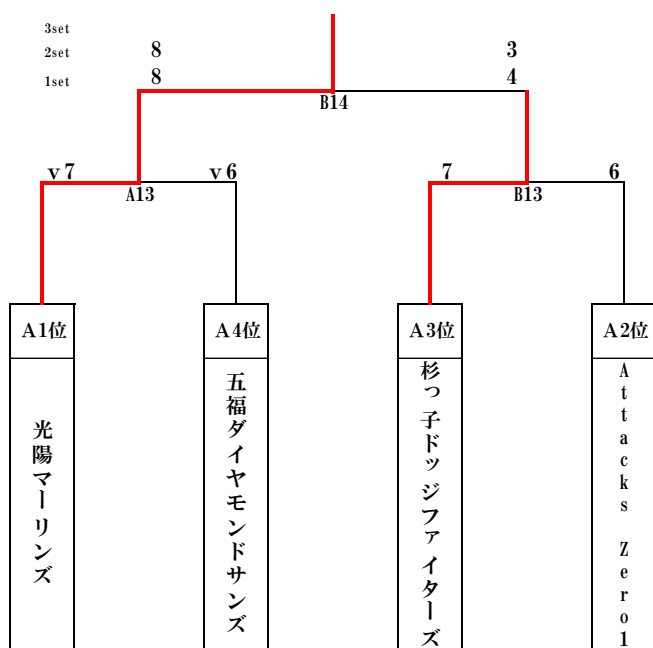 3set
2set 8 3
1set 8 4
B14
v 7 v 6 7 6
A13 B13
A1位 A4位 A3位 A2位
光陽マーリンズ
五福ダイヤモンドサンズ
杉っ子ドッジファイターズ
Attacks Zero1